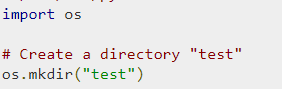 import os
# Create a directory "test"
os.mkdir("test")